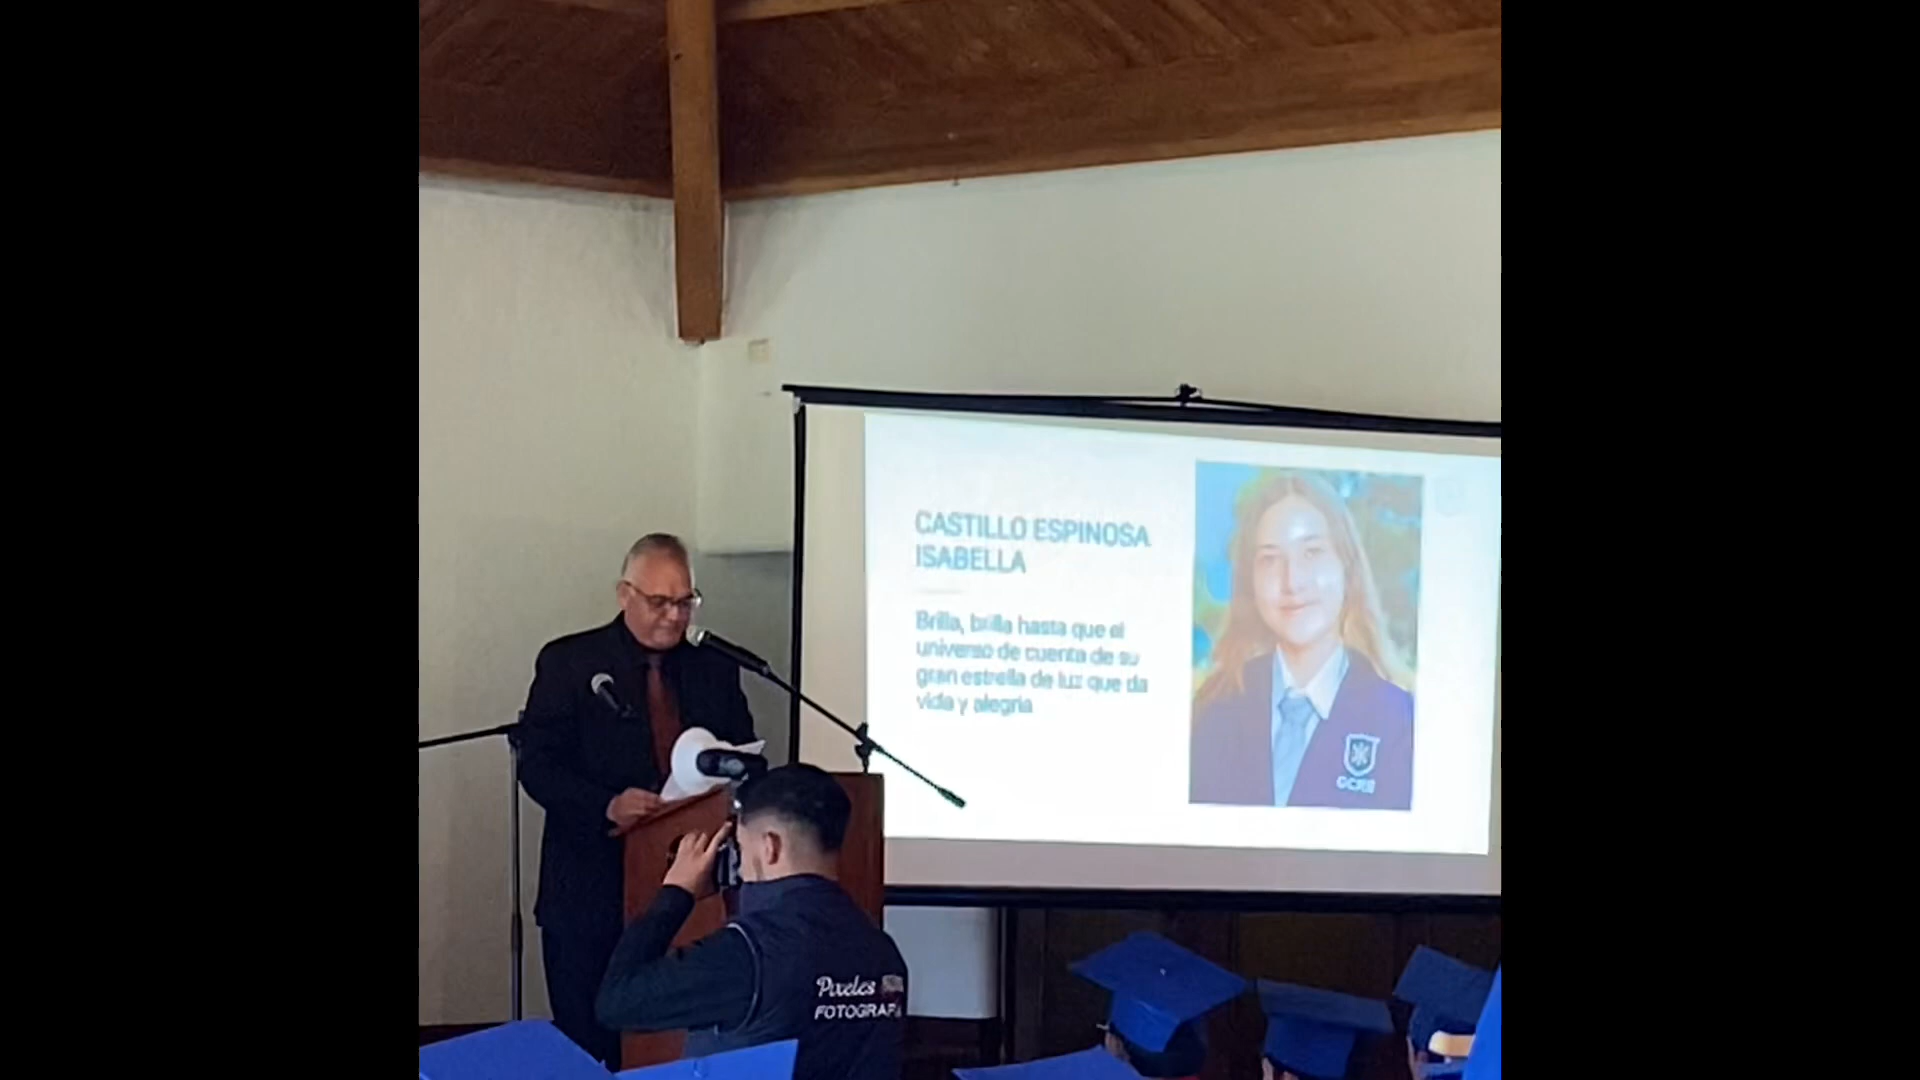 CASTILLO ESPINOSA
ISABELLA
Brilla, brilla hasta que el
universo de cuenta de su
gran estrella de luz que da
vida y alegria
Pixeles
FOTOGRAFIA